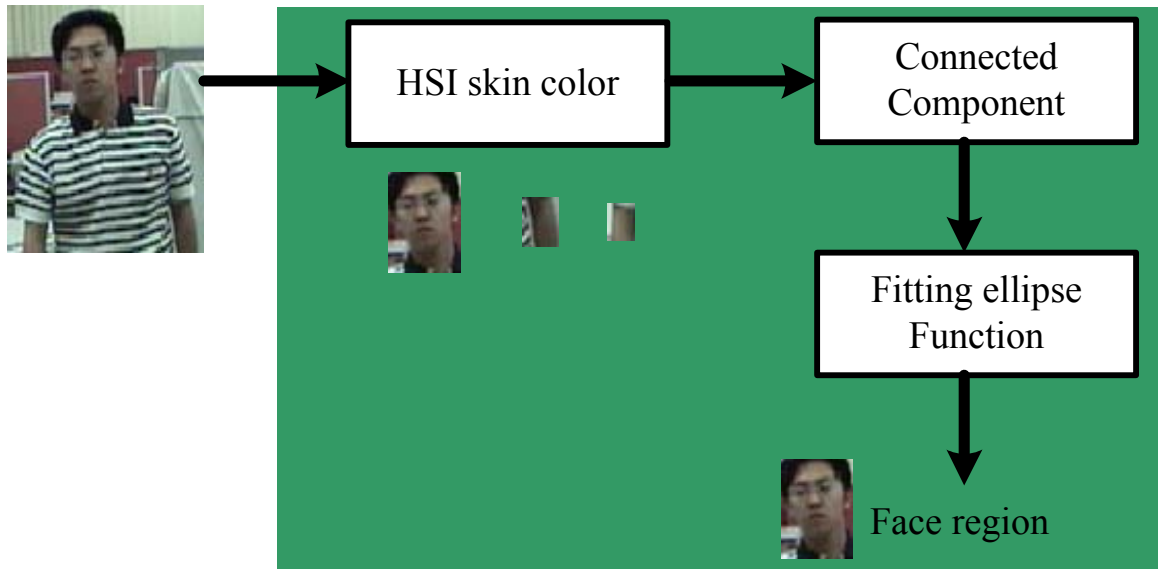 HSI skin color
Connected
Component
Fitting ellipse
Function
Face region